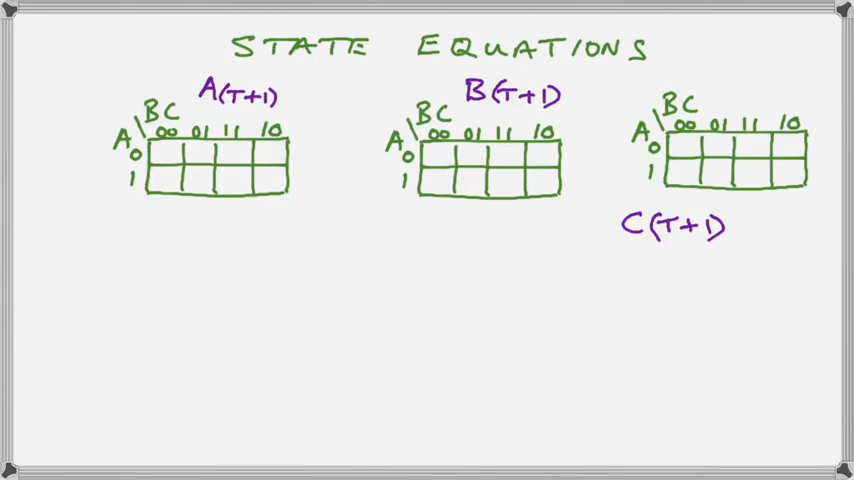 STATE EQUATIONS
A(T+1) B(T+1)
BC BC BC
A 00 01 11 10 A 00 01 11 10 A 00 01 11 10
0 0 0
1 1 1
C(T+1)